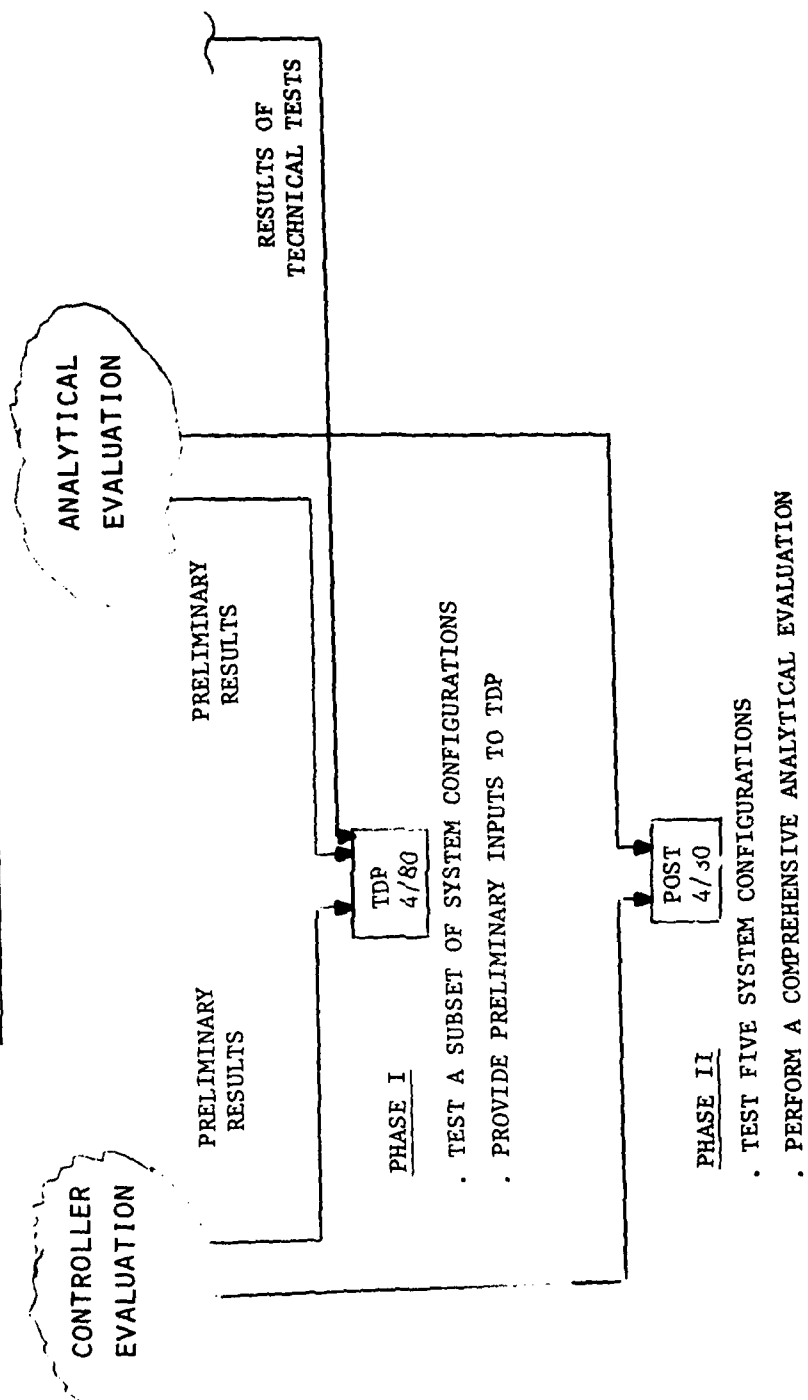 CONTROLLER
EVALUATION
ANALYTICAL
EVALUATION
PRELIMINARY
RESULTS
PRELIMINARY
RESULTS
RESULTS OF
TECHNICAL TESTS
TDP
4/80
PHASE I
. TEST A SUBSET OF SYSTEM CONFIGURATIONS
. PROVIDE PRELIMINARY INPUTS TO TDP
POST
4/80
PHASE II
. TEST FIVE SYSTEM CONFIGURATIONS
. PERFORM A COMPREHENSIVE ANALYTICAL EVALUATION